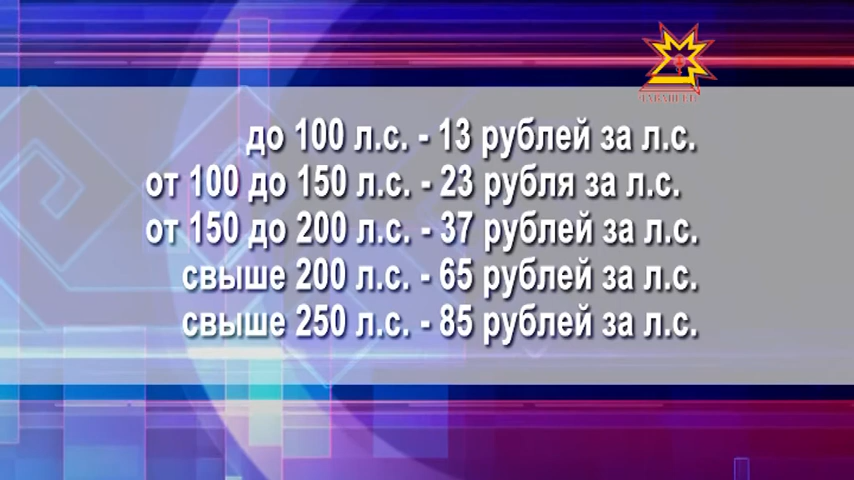 до 100 л.с. - 13 рублей за л.с.
от 100 до 150 л.с. - 23 рубля за л.с.
от 150 до 200 л.с. - 37 рублей за л.с.
свыше 200 л.с. - 65 рублей за л.с.
свыше 250 л.с. - 85 рублей за л.с.